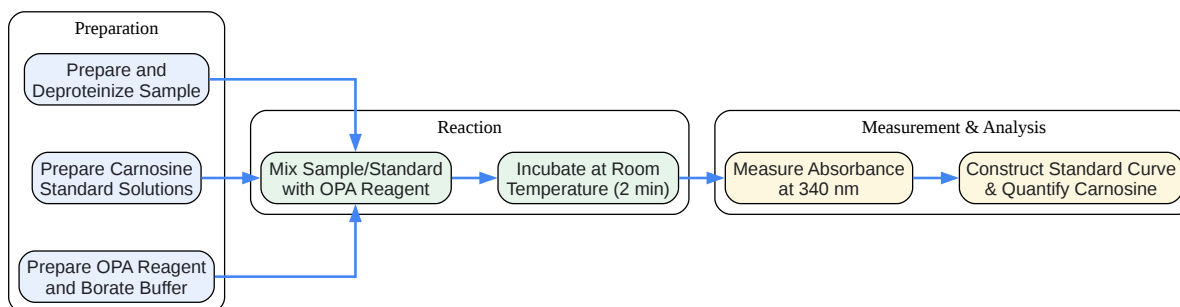 Preparation
Prepare and
Deproteinize Sample
Prepare Carnosine
Standard Solutions
Prepare OPA Reagent
and Borate Buffer
Reaction
Mix Sample/Standard
with OPA Reagent
Incubate at Room
Temperature (2 min)
Measurement & Analysis
Measure Absorbance
at 340 nm
Construct Standard Curve
& Quantify Carnosine